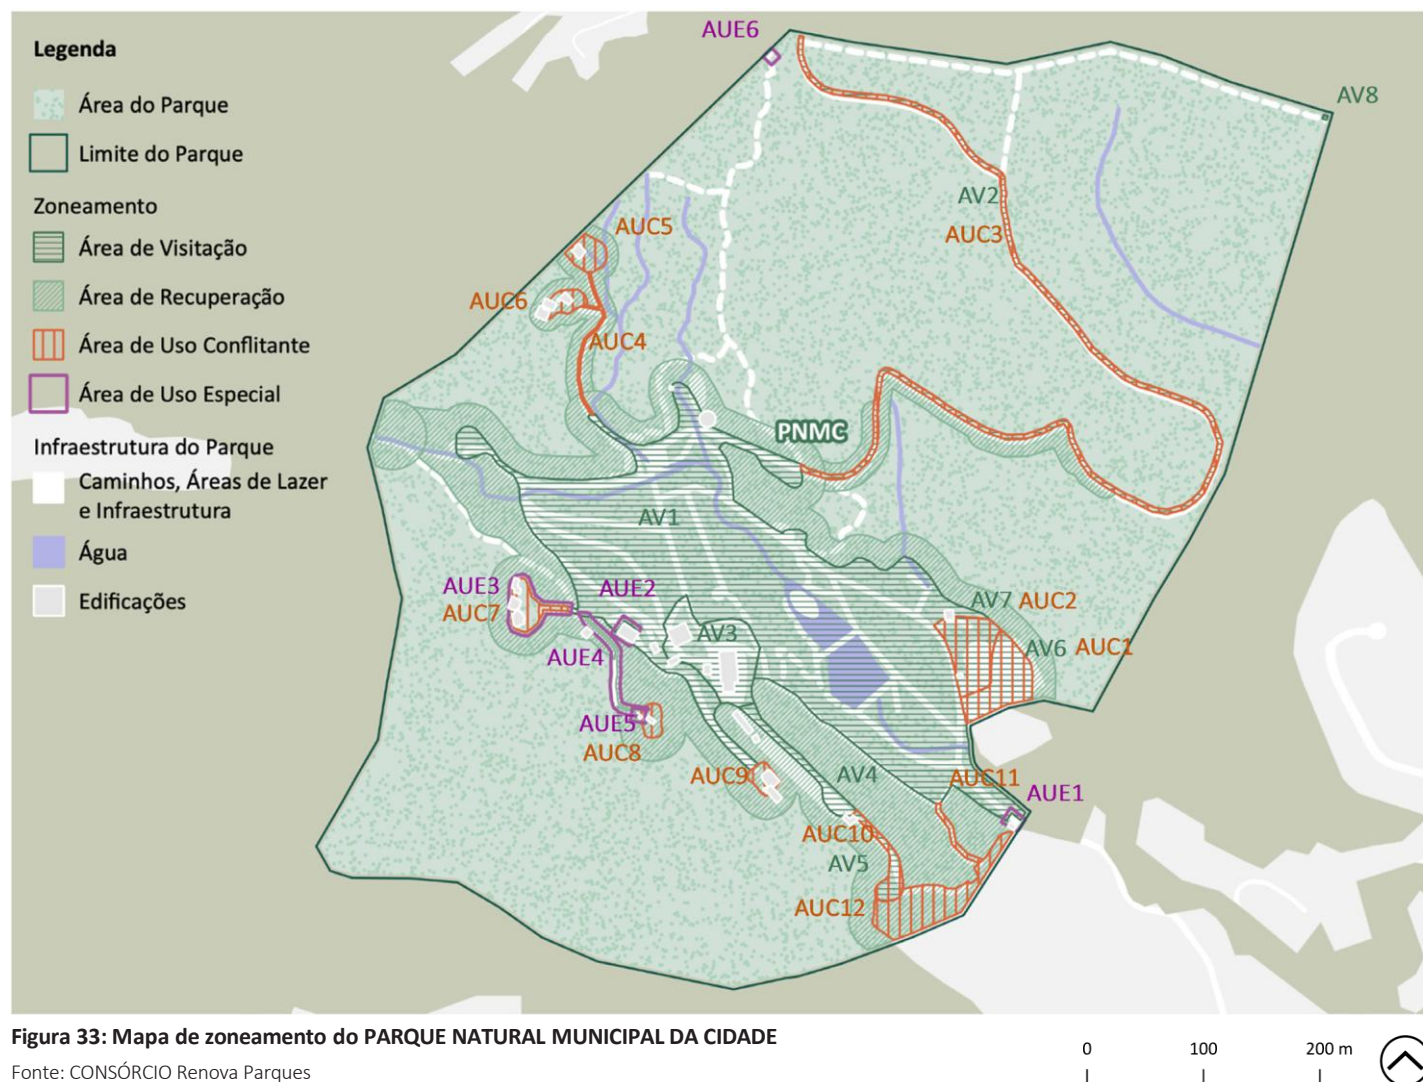 Legenda
Área do Parque
Limite do Parque
Zoneamento
Área de Visitação
Área de Recuperação
Área de Uso Conflitante
Área de Uso Especial
Infraestrutura do Parque
Caminhos, Áreas de Lazer
e Infraestrutura
Água
Edificações
AUE6
AV8
AV2
AUC3
AUC5
AUC6
AUC4
PNMC
AV1
AUE3
AUC7
AUE2
AV7 AUC2
AV3
AV6 AUC1
AUE4
AUE5
AUC8
AUC9
AV4
AUC11
AUE1
AUC10
AV5
AUC12
Figura 33: Mapa de zoneamento do PARQUE NATURAL MUNICIPAL DA CIDADE
Fonte: CONSÓRCIO Renova Parques
0 100 200 m